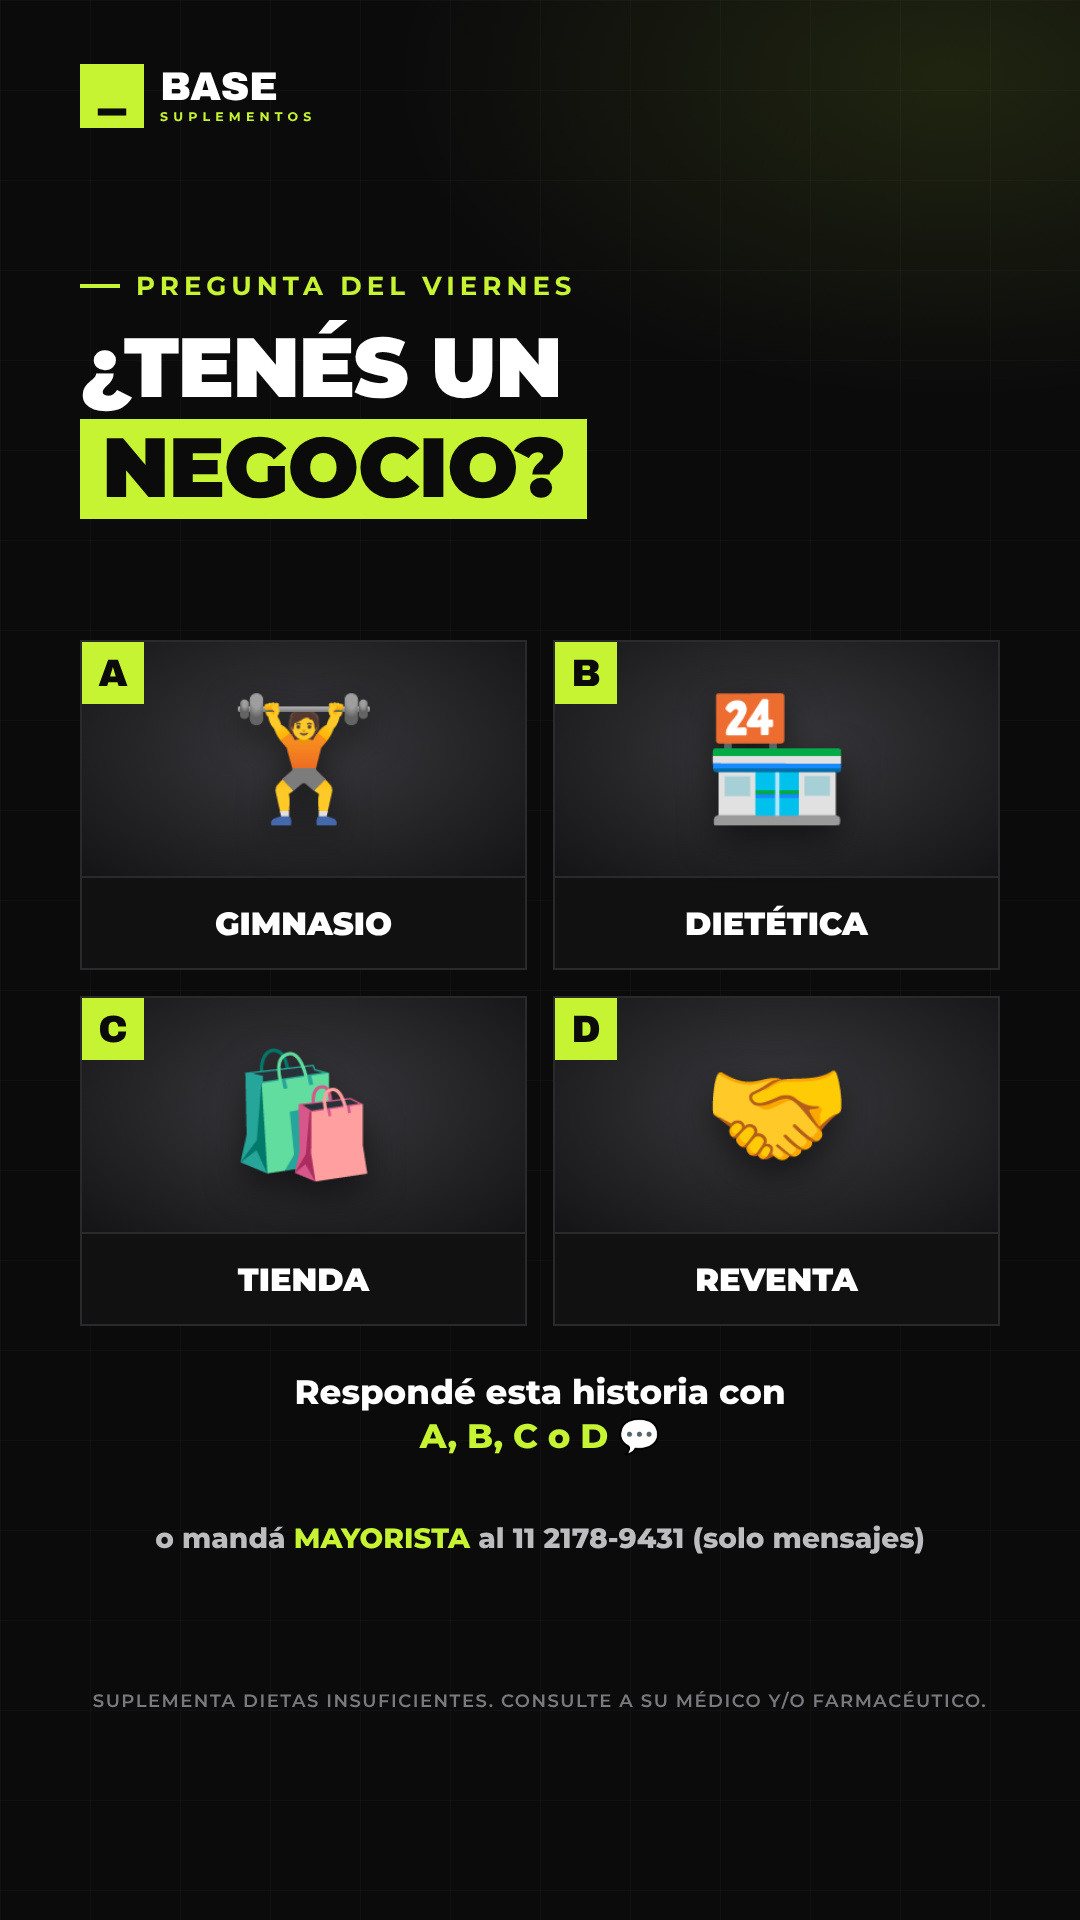 BASE
SUPLEMENTOS
PREGUNTA DEL VIERNES
¿TENÉS UN
NEGOCIO?
A
B
24
GIMNASIO
DIETÉTICA
C
D
TIENDA
REVENTA
Respondé esta historia con
A, B, C o D 💬
o mandá MAYORISTA al 11 2178-9431 (solo mensajes)
SUPLEMENTA DIETAS INSUFICIENTES. CONSULTE A SU MÉDICO Y/O FARMACÉUTICO.